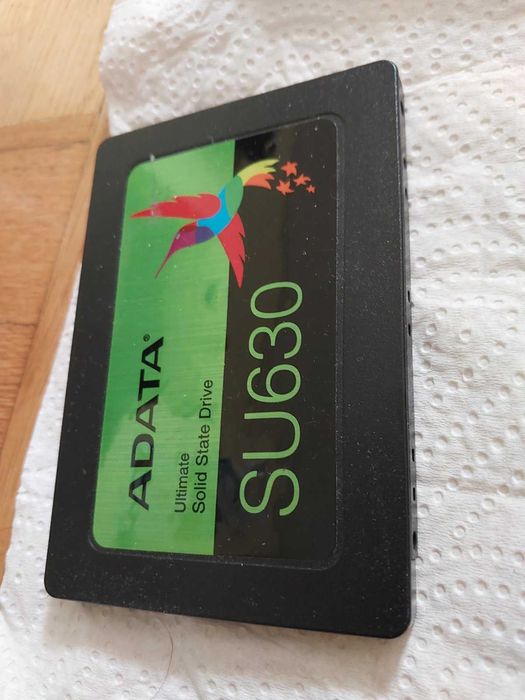 ADATA®
Ultimate
Solid State Drive
SU630